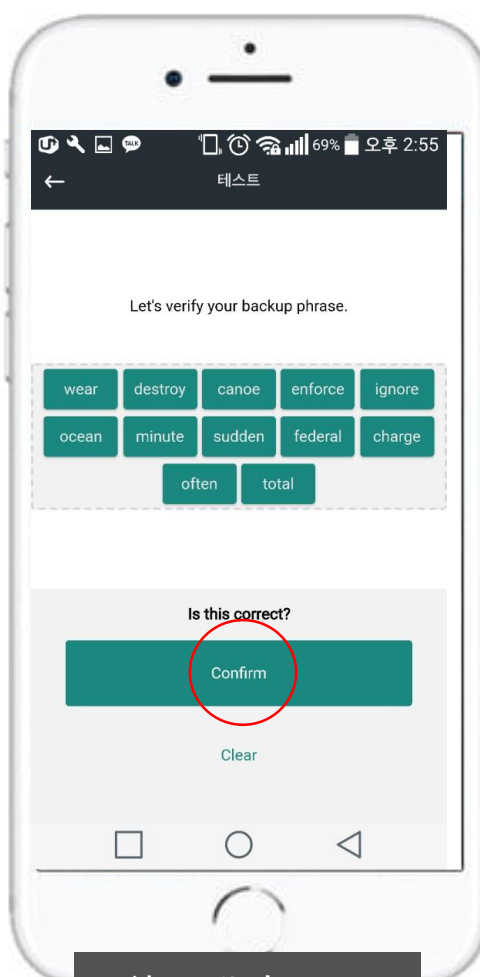 TALK 69% 오후 2:55
테스트
Let's verify your backup phrase.
wear destroy canoe enforce ignore
ocean minute sudden federal charge
often total
Is this correct?
Confirm
Clear